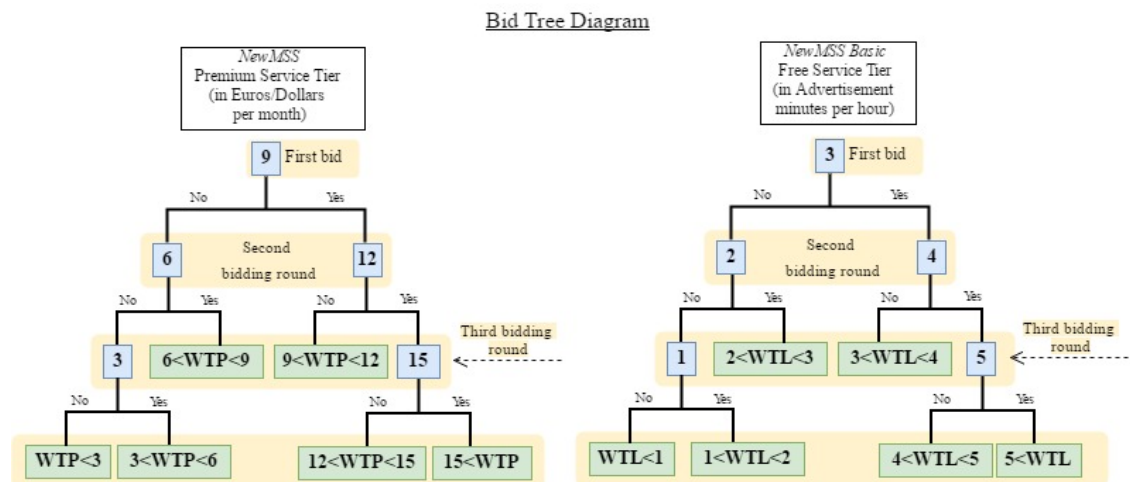 Bid Tree Diagram
NewMSS
Premium Service Tier
(in Euros/Dollars
per month)
9 First bid
No Yes
6 Second 12
bidding round
No Yes No Yes
3 6<WTP<9 9<WTP<12 15
Third bidding
round
No Yes No Yes
WTP<3 3<WTP<6 12<WTP<15 15<WTP
NewMSS Basic
Free Service Tier
(in Advertisement
minutes per hour)
3 First bid
No Yes
2 Second 4
bidding round
No Yes No Yes
1 2<WTL<3 3<WTL<4 5
Third bidding
round
No Yes No Yes
WTL<1 1<WTL<2 4<WTL<5 5<WTL